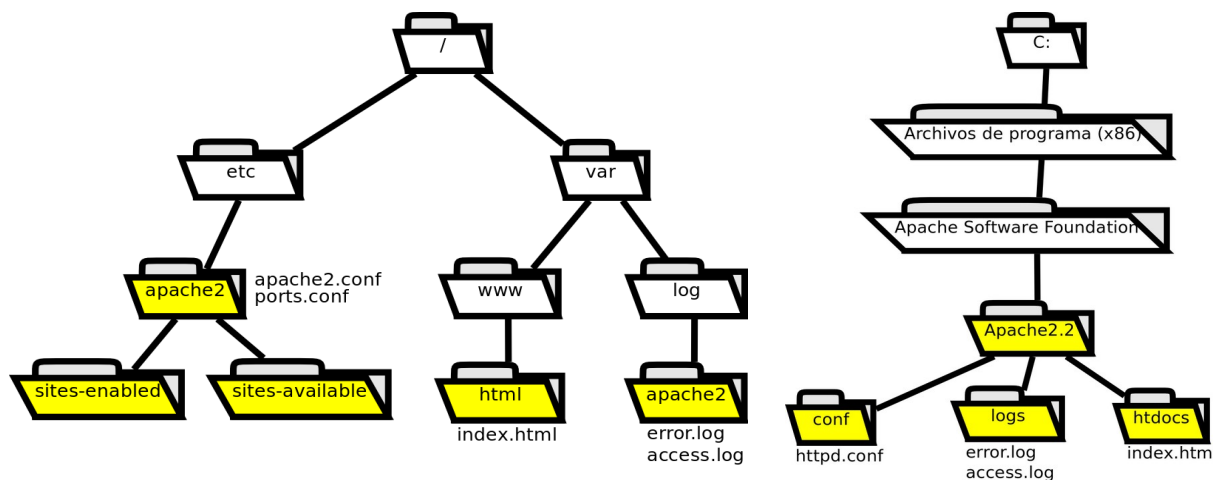 /
etc
var
apache2
apache2.conf
ports.conf
www
log
sites-enabled
sites-available
html
apache2
index.html
error.log
access.log
C:
Archivos de programa (x86)
Apache Software Foundation
Apache2.2
conf
logs
htdocs
httpd.conf
error.log
access.log
index.htm